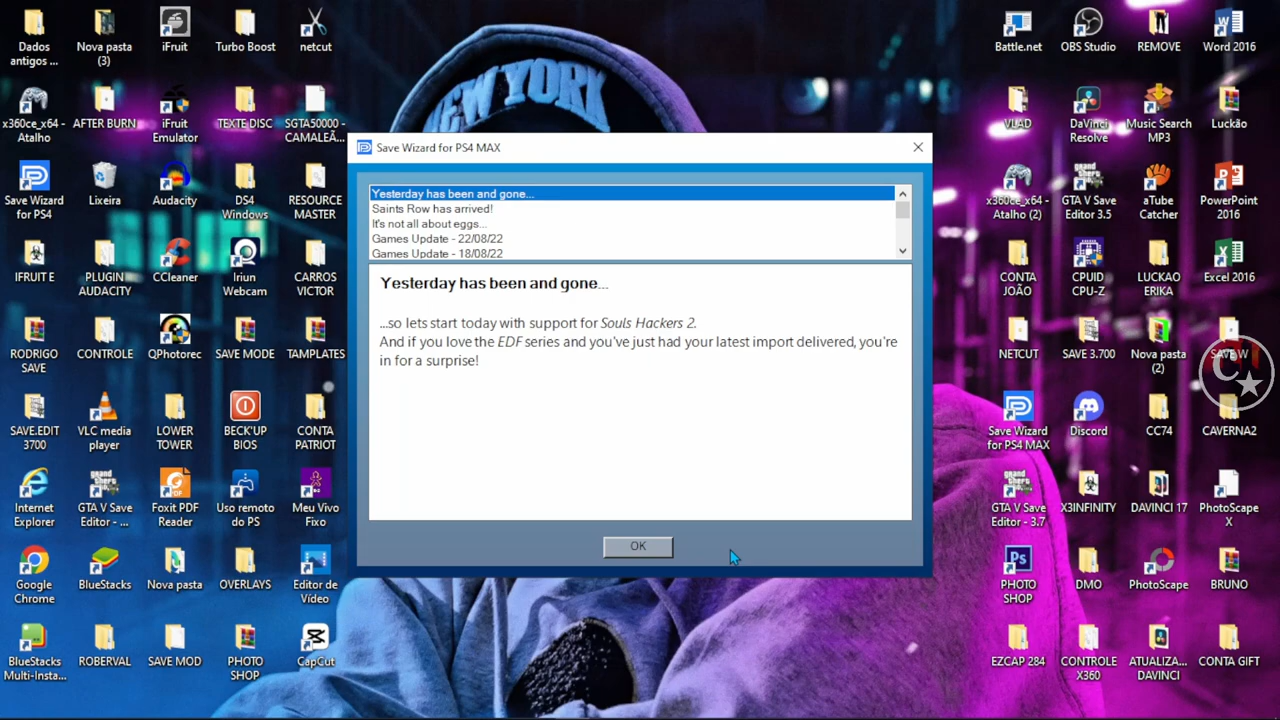 Dados
antigos ...
Nova pasta
(3)
iFruit
Turbo Boost
netcut
Battle.net
OBS Studio
REMOVE
Word 2016
NEW YORK
x360ce_x64 -
Atalho
AFTER BURN
iFruit
Emulator
TEXTE DISC
SGTA50000 -
CAMALEÃ...
VLAD
DaVinci
Resolve
Music Search
MP3
Luckão
Save Wizard
for PS4
Lixeira
Audacity
DS4
Windows
RESOURCE
MASTER
x360ce_x64 -
Atalho (2)
GTA V Save
Editor 3.5
aTube
Catcher
PowerPoint
2016
IFRUIT E
PLUGIN
AUDACITY
CCleaner
Iriun
Webcam
CARROS
VICTOR
CONTA
JOÃO
CPUID
CPU-Z
LUCKAO
ERIKA
Excel 2016
RODRIGO
SAVE
CONTROLE
QPhotorec
SAVE MODE
TAMPLATES
NETCUT
SAVE 3.700
Nova pasta
(2)
SAVE W
SAVE.EDIT
3700
VLC media
player
LOWER
TOWER
BECK'UP
BIOS
CONTA
PATRIOT
Save Wizard
for PS4 MAX
Discord
CC74
CAVERNA2
Internet
Explorer
GTA V Save
Editor - ...
Foxit PDF
Reader
Uso remoto
do PS
Meu Vivo
Fixo
GTA V Save
Editor - 3.7
X3INFINITY
DAVINCI 17
PhotoScape
X
Google
Chrome
BlueStacks
Nova pasta
OVERLAYS
Editor de
Vídeo
PHOTO
SHOP
DMO
PhotoScape
BRUNO
BlueStacks
Multi-Insta...
ROBERVAL
SAVE MOD
PHOTO
SHOP
CapCut
EZCAP 284
CONTROLE
X360
ATUALIZA...
DAVINCI
CONTA GIFT
Save Wizard for PS4 MAX
Yesterday has been and gone...
Saints Row has arrived!
It's not all about eggs...
Games Update - 22/08/22
Games Update - 18/08/22
Yesterday has been and gone...
...so lets start today with support for Souls Hackers 2.
And if you love the EDF series and you've just had your latest import delivered, you're
in for a surprise!
OK